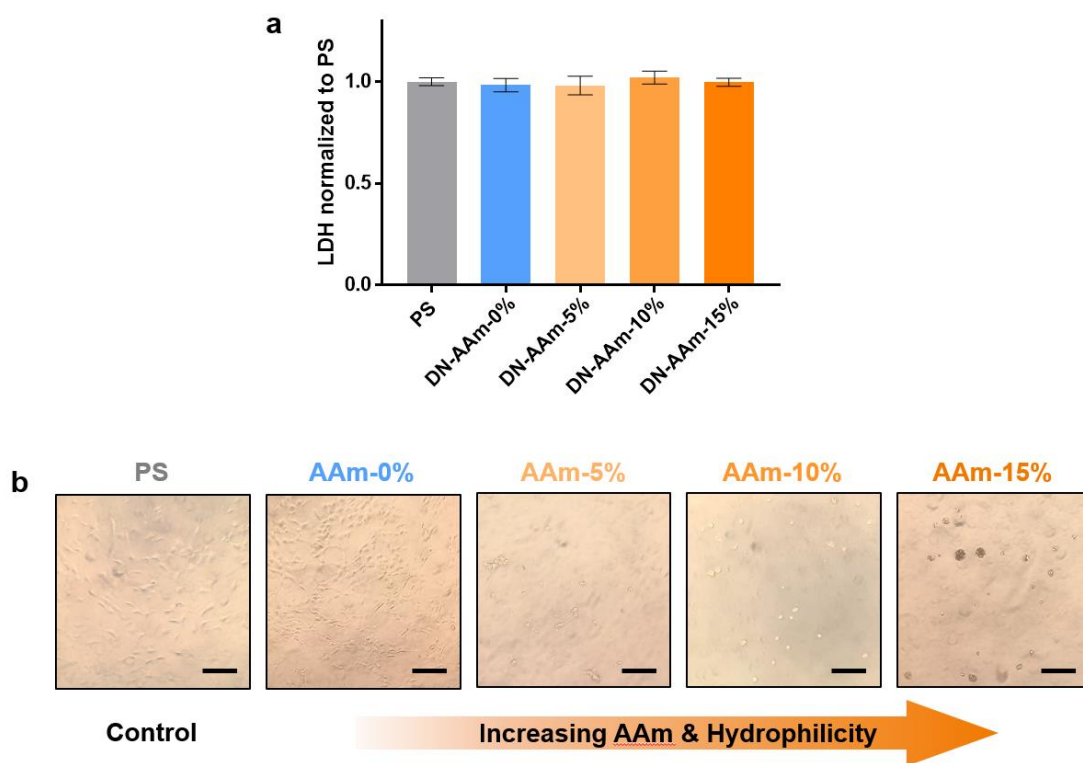 a
LDH normalized to PS
1.0
0.5
0.0
PS
DN-AAm-0%
DN-AAm-5%
DN-AAm-10%
DN-AAm-15%
b
PS
AAm-0%
AAm-5%
AAm-10%
AAm-15%
Control
Increasing AAm & Hydrophilicity